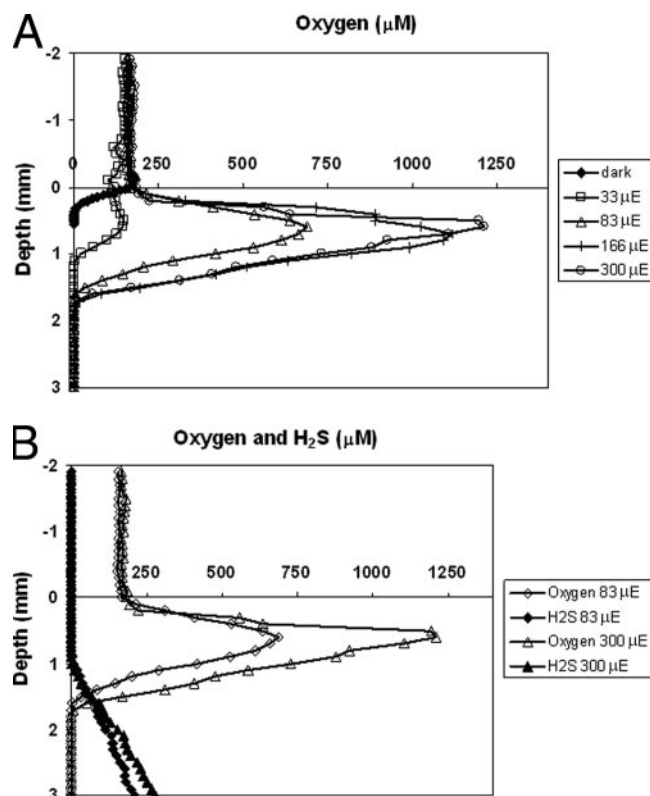 A
Oxygen (µM)
-2
-1
0 250 500 750 1000 1250
0
1
2
3
Depth (mm)
dark
33 µE
83 µE
166 µE
300 µE
B
Oxygen and H₂S (µM)
-2
-1
250 500 750 1000 1250
0
1
2
3
Depth (mm)
Oxygen 83 µE
H2S 83 µE
Oxygen 300 µE
H2S 300 µE